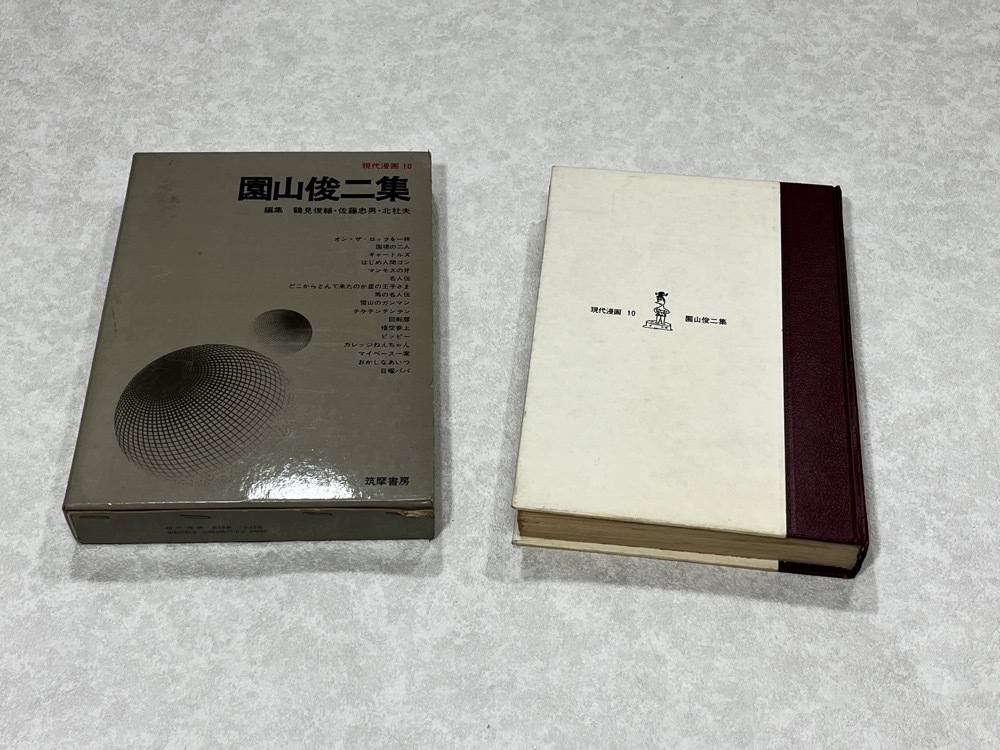 現代漫画 10
園山俊二集
編集 鶴見俊輔・佐藤忠男・北杜夫
オン・ザ・ロックを一杯
国境の二人
ギャートルズ
はじめ人間ゴン
マンモスの牙
名人伝
どこからとんで来たのか星の王子さま
馬の名人伝
雪山のガンマン
テケテンテンテン
回転扉
悟空参上
ピッピー
カレッジねえちゃん
マイペース一家
おかしなあいつ
日曜パパ
筑摩書房
現代漫画 10 園山俊二集